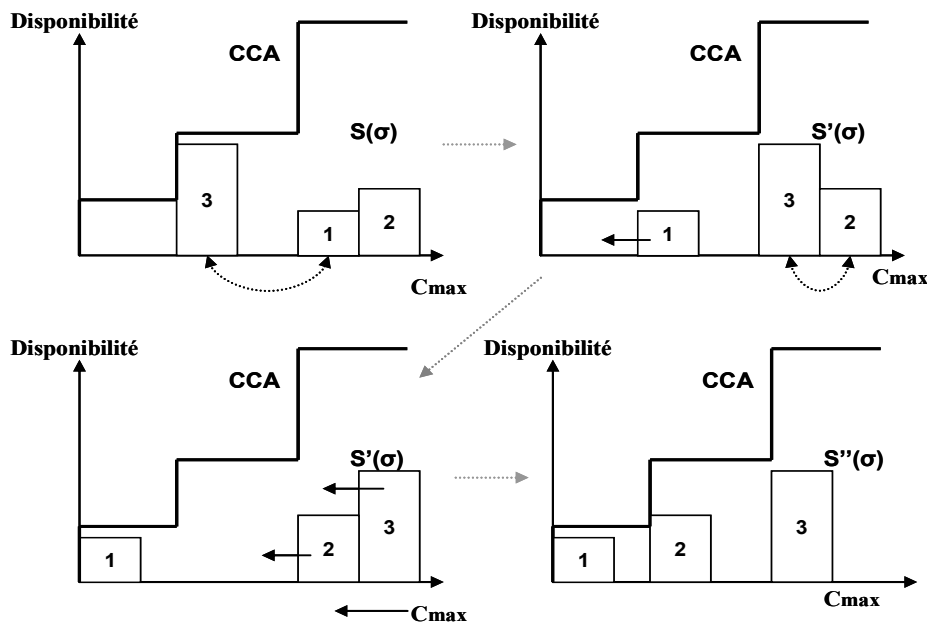 Disponibilité
CCA
S(σ)
3
1
2
Cmax
Disponibilité
CCA
S’(σ)
1
3
2
Cmax
Disponibilité
CCA
S’(σ)
1
2
3
Cmax
Disponibilité
CCA
S’’(σ)
1
2
3
Cmax